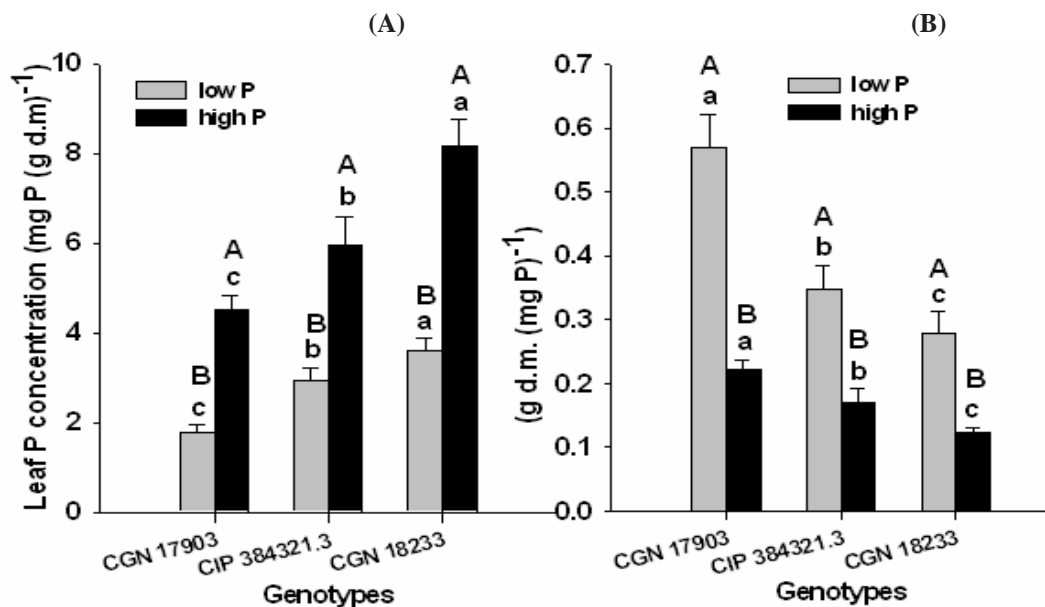 (A)
Leaf P concentration (mg P (g d.m)-1
10
8
6
4
2
0
low P
high P
B
c
A
c
B
b
A
b
B
a
A
a
CGN 17903
CIP 384321.3
CGN 18233
Genotypes
(B)
(g d.m. (mg P)-1
0.7
0.6
0.5
0.4
0.3
0.2
0.1
0.0
low P
high P
A
a
B
a
A
b
B
b
A
c
B
c
CGN 17903
CIP 384321.3
CGN 18233
Genotypes